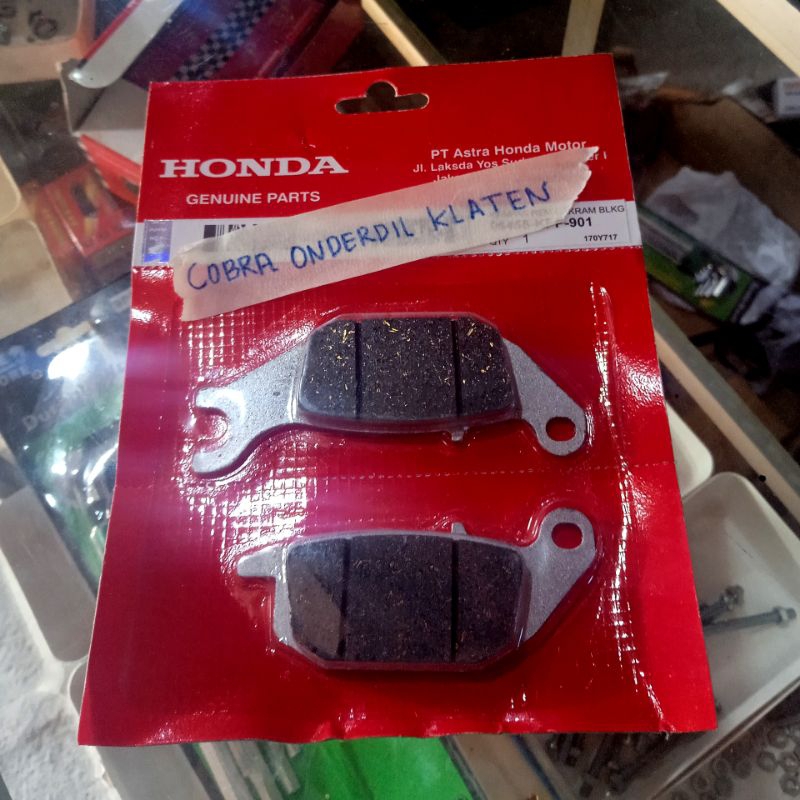 HONDA
GENUINE PARTS
PT Astra Honda Motor
Jl. Laksda Yos
COBRA ONDERDIL KLATEN
KRAM BLKG
-901
QTY 1
170Y717